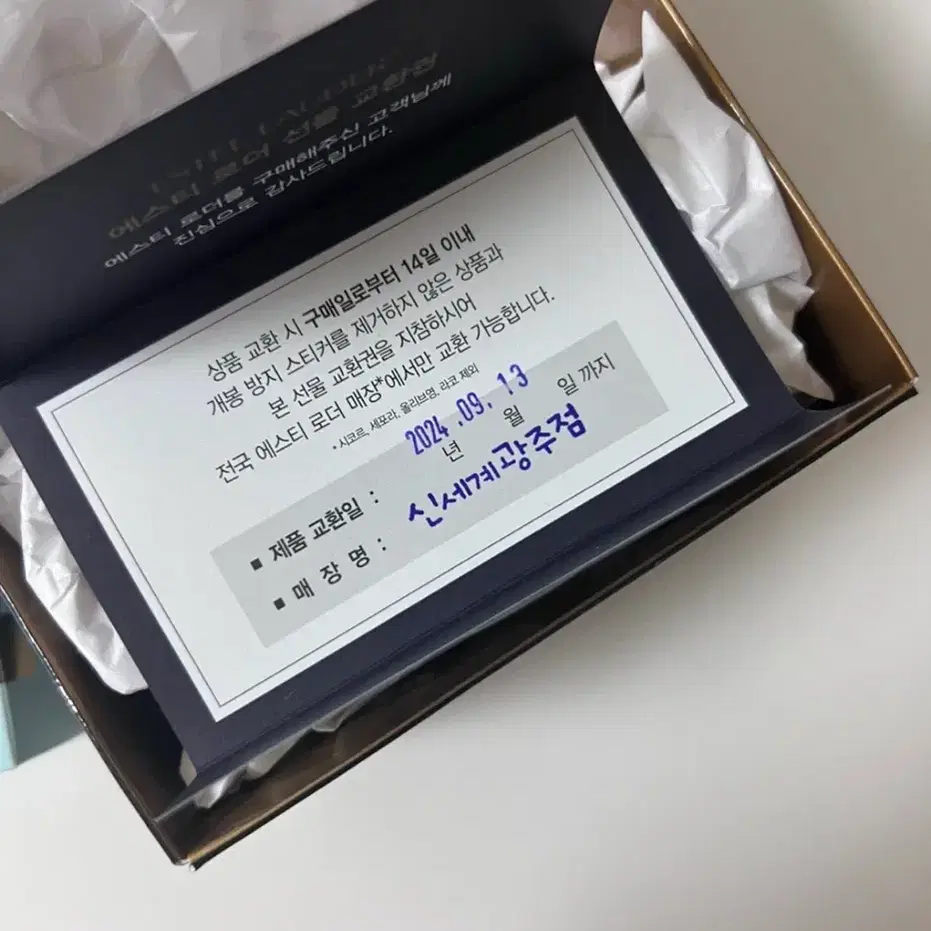 ESTEE LAUDER
에스티 로더 선물 교환권
에스티 로더를 구매해주신 고객님께
진심으로 감사드립니다.
상품 교환 시 구매일로부터 14일 이내
개봉 방지 스티커를 제거하지 않은 상품과
본 선물 교환권을 지참하시어
전국 에스티 로더 매장*에서만 교환 가능합니다.
*시코르, 세포라, 올리브영, 라코 제외
2024.09.13
■ 제품 교환일 : 년 월 일 까지
■ 매 장 명 : 신세계광주점